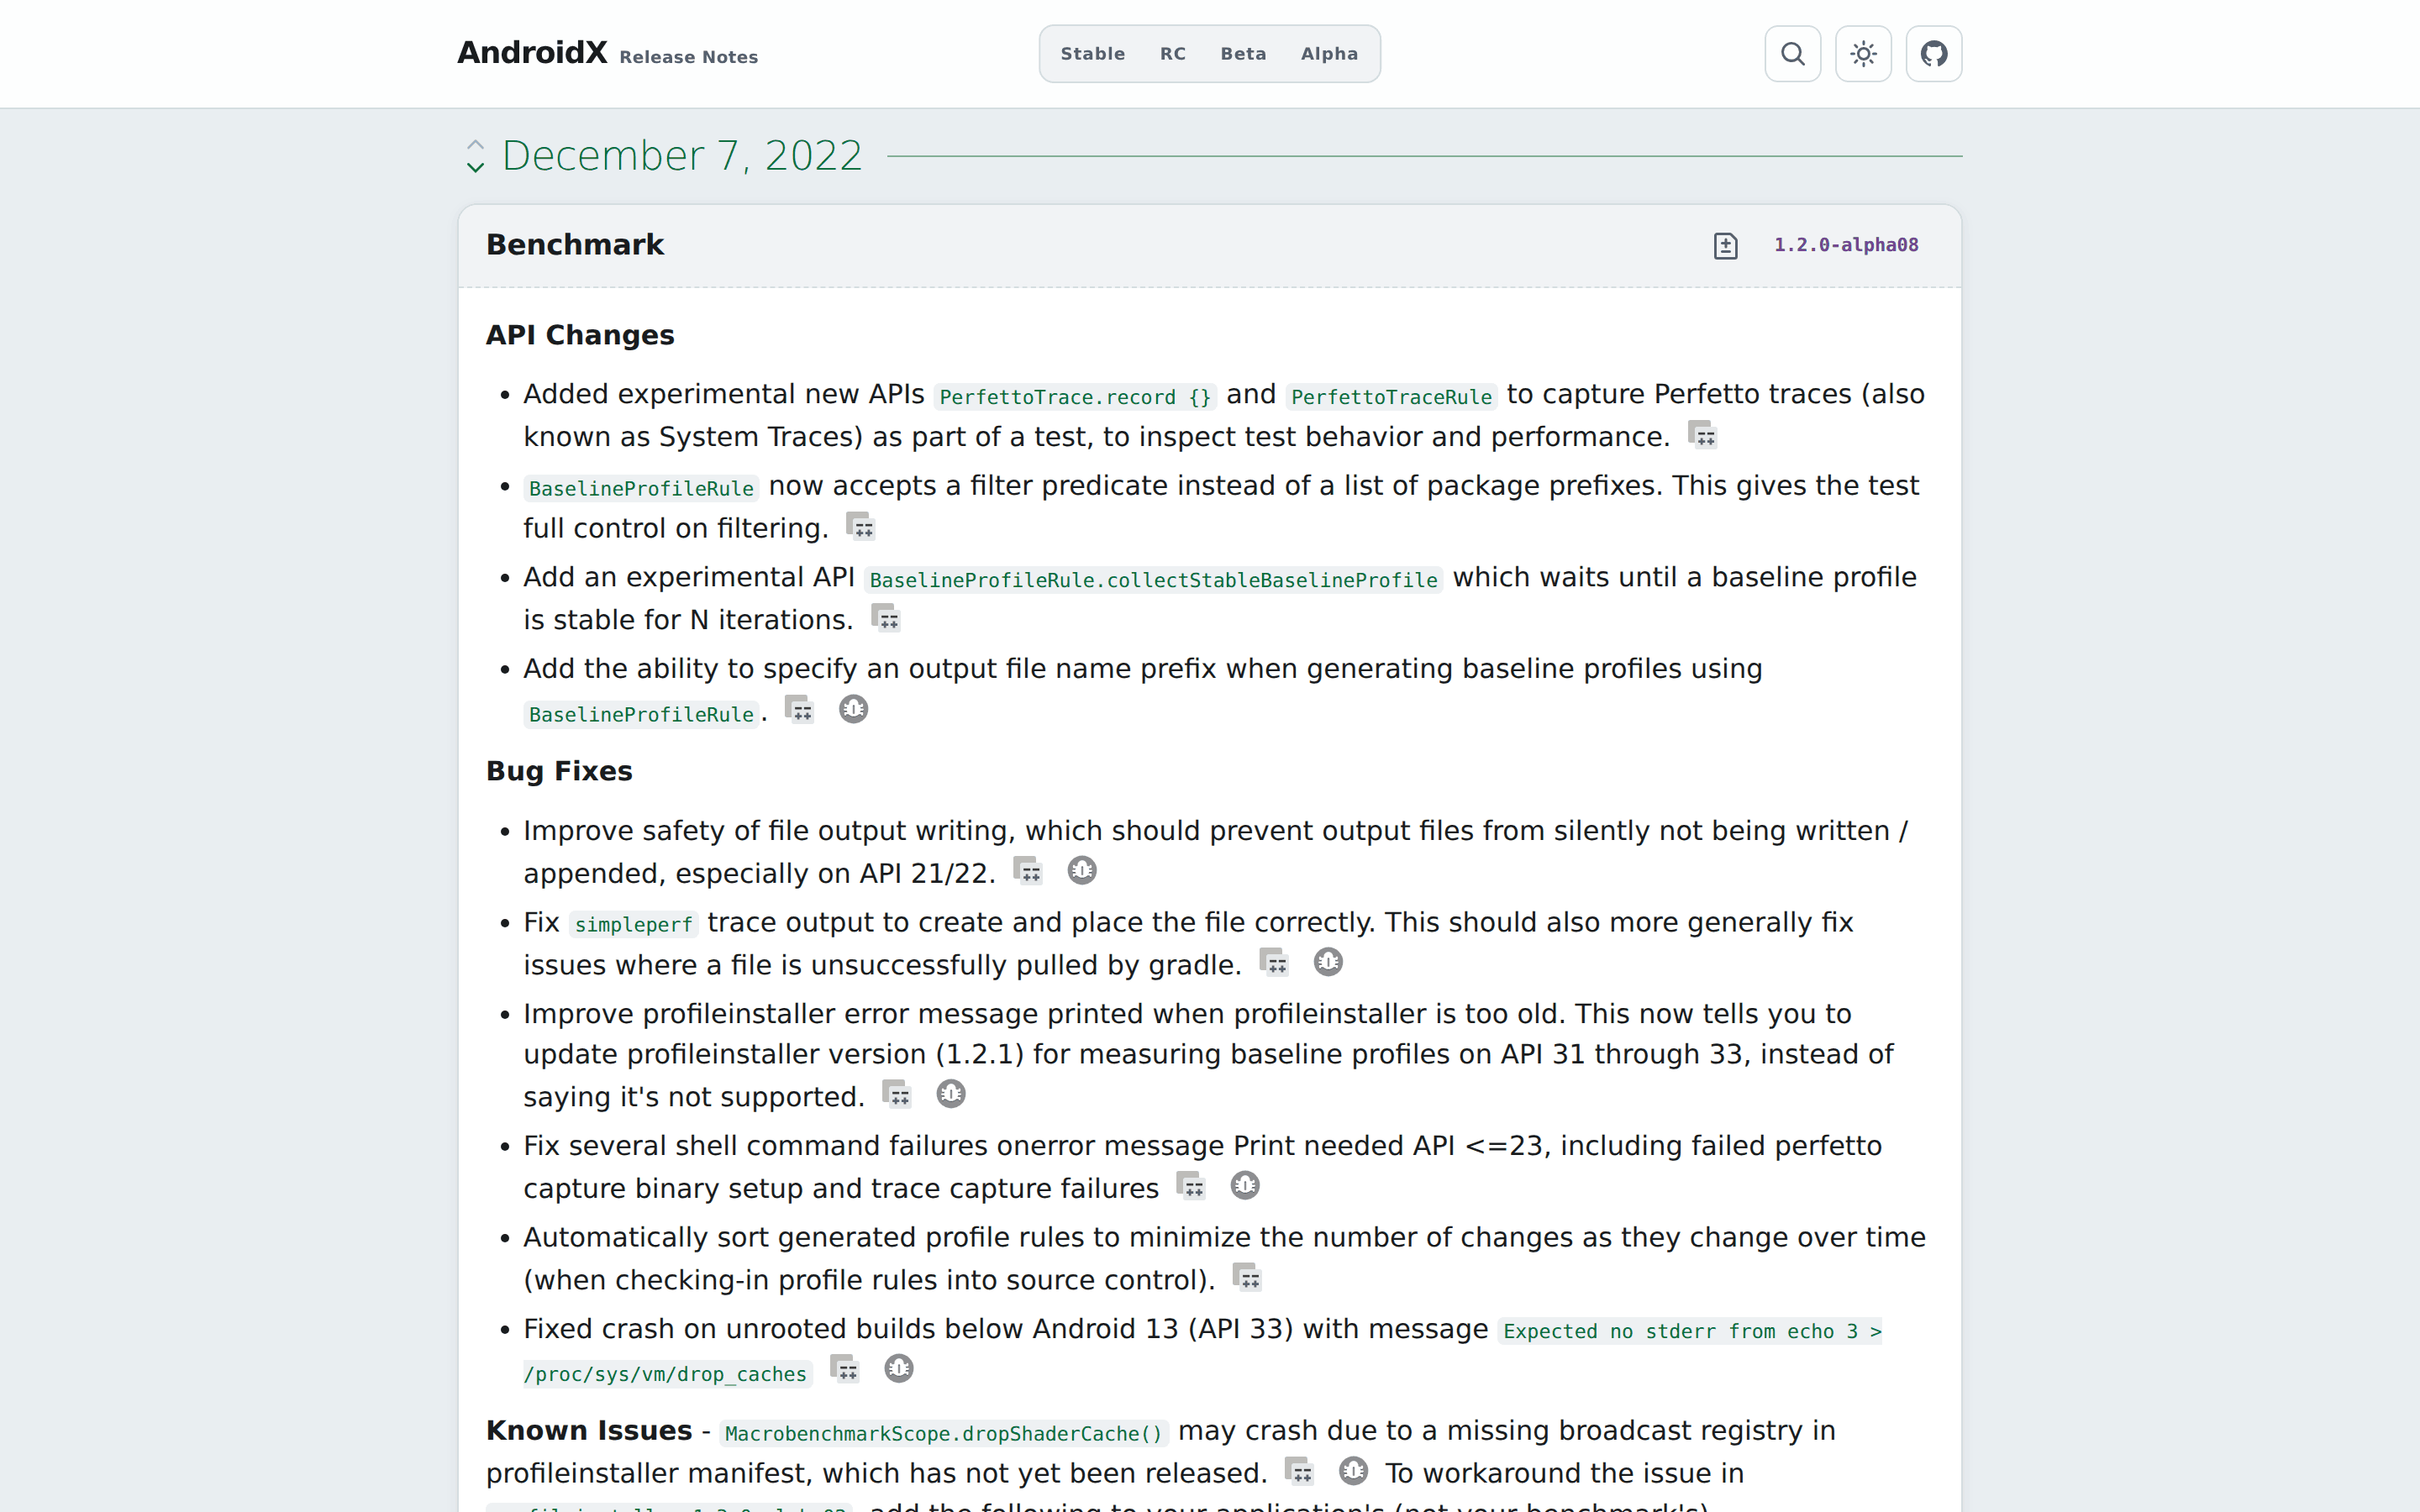 AndroidX Release Notes
Stable RC Beta Alpha
December 7, 2022
Benchmark
1.2.0-alpha08
API Changes
Added experimental new APIs PerfettoTrace.record {} and PerfettoTraceRule to capture Perfetto traces (also
known as System Traces) as part of a test, to inspect test behavior and performance.
BaselineProfileRule now accepts a filter predicate instead of a list of package prefixes. This gives the test
full control on filtering.
Add an experimental API BaselineProfileRule.collectStableBaselineProfile which waits until a baseline profile
is stable for N iterations.
Add the ability to specify an output file name prefix when generating baseline profiles using
BaselineProfileRule.
Bug Fixes
Improve safety of file output writing, which should prevent output files from silently not being written /
appended, especially on API 21/22.
Fix simpleperf trace output to create and place the file correctly. This should also more generally fix
issues where a file is unsuccessfully pulled by gradle.
Improve profileinstaller error message printed when profileinstaller is too old. This now tells you to
update profileinstaller version (1.2.1) for measuring baseline profiles on API 31 through 33, instead of
saying it's not supported.
Fix several shell command failures onerror message Print needed API <=23, including failed perfetto
capture binary setup and trace capture failures
Automatically sort generated profile rules to minimize the number of changes as they change over time
(when checking-in profile rules into source control).
Fixed crash on unrooted builds below Android 13 (API 33) with message Expected no stderr from echo 3 >
/proc/sys/vm/drop_caches
Known Issues - MacrobenchmarkScope.dropShaderCache() may crash due to a missing broadcast registry in
profileinstaller manifest, which has not yet been released. To workaround the issue in
add the following to your application's (not your benchmark's)